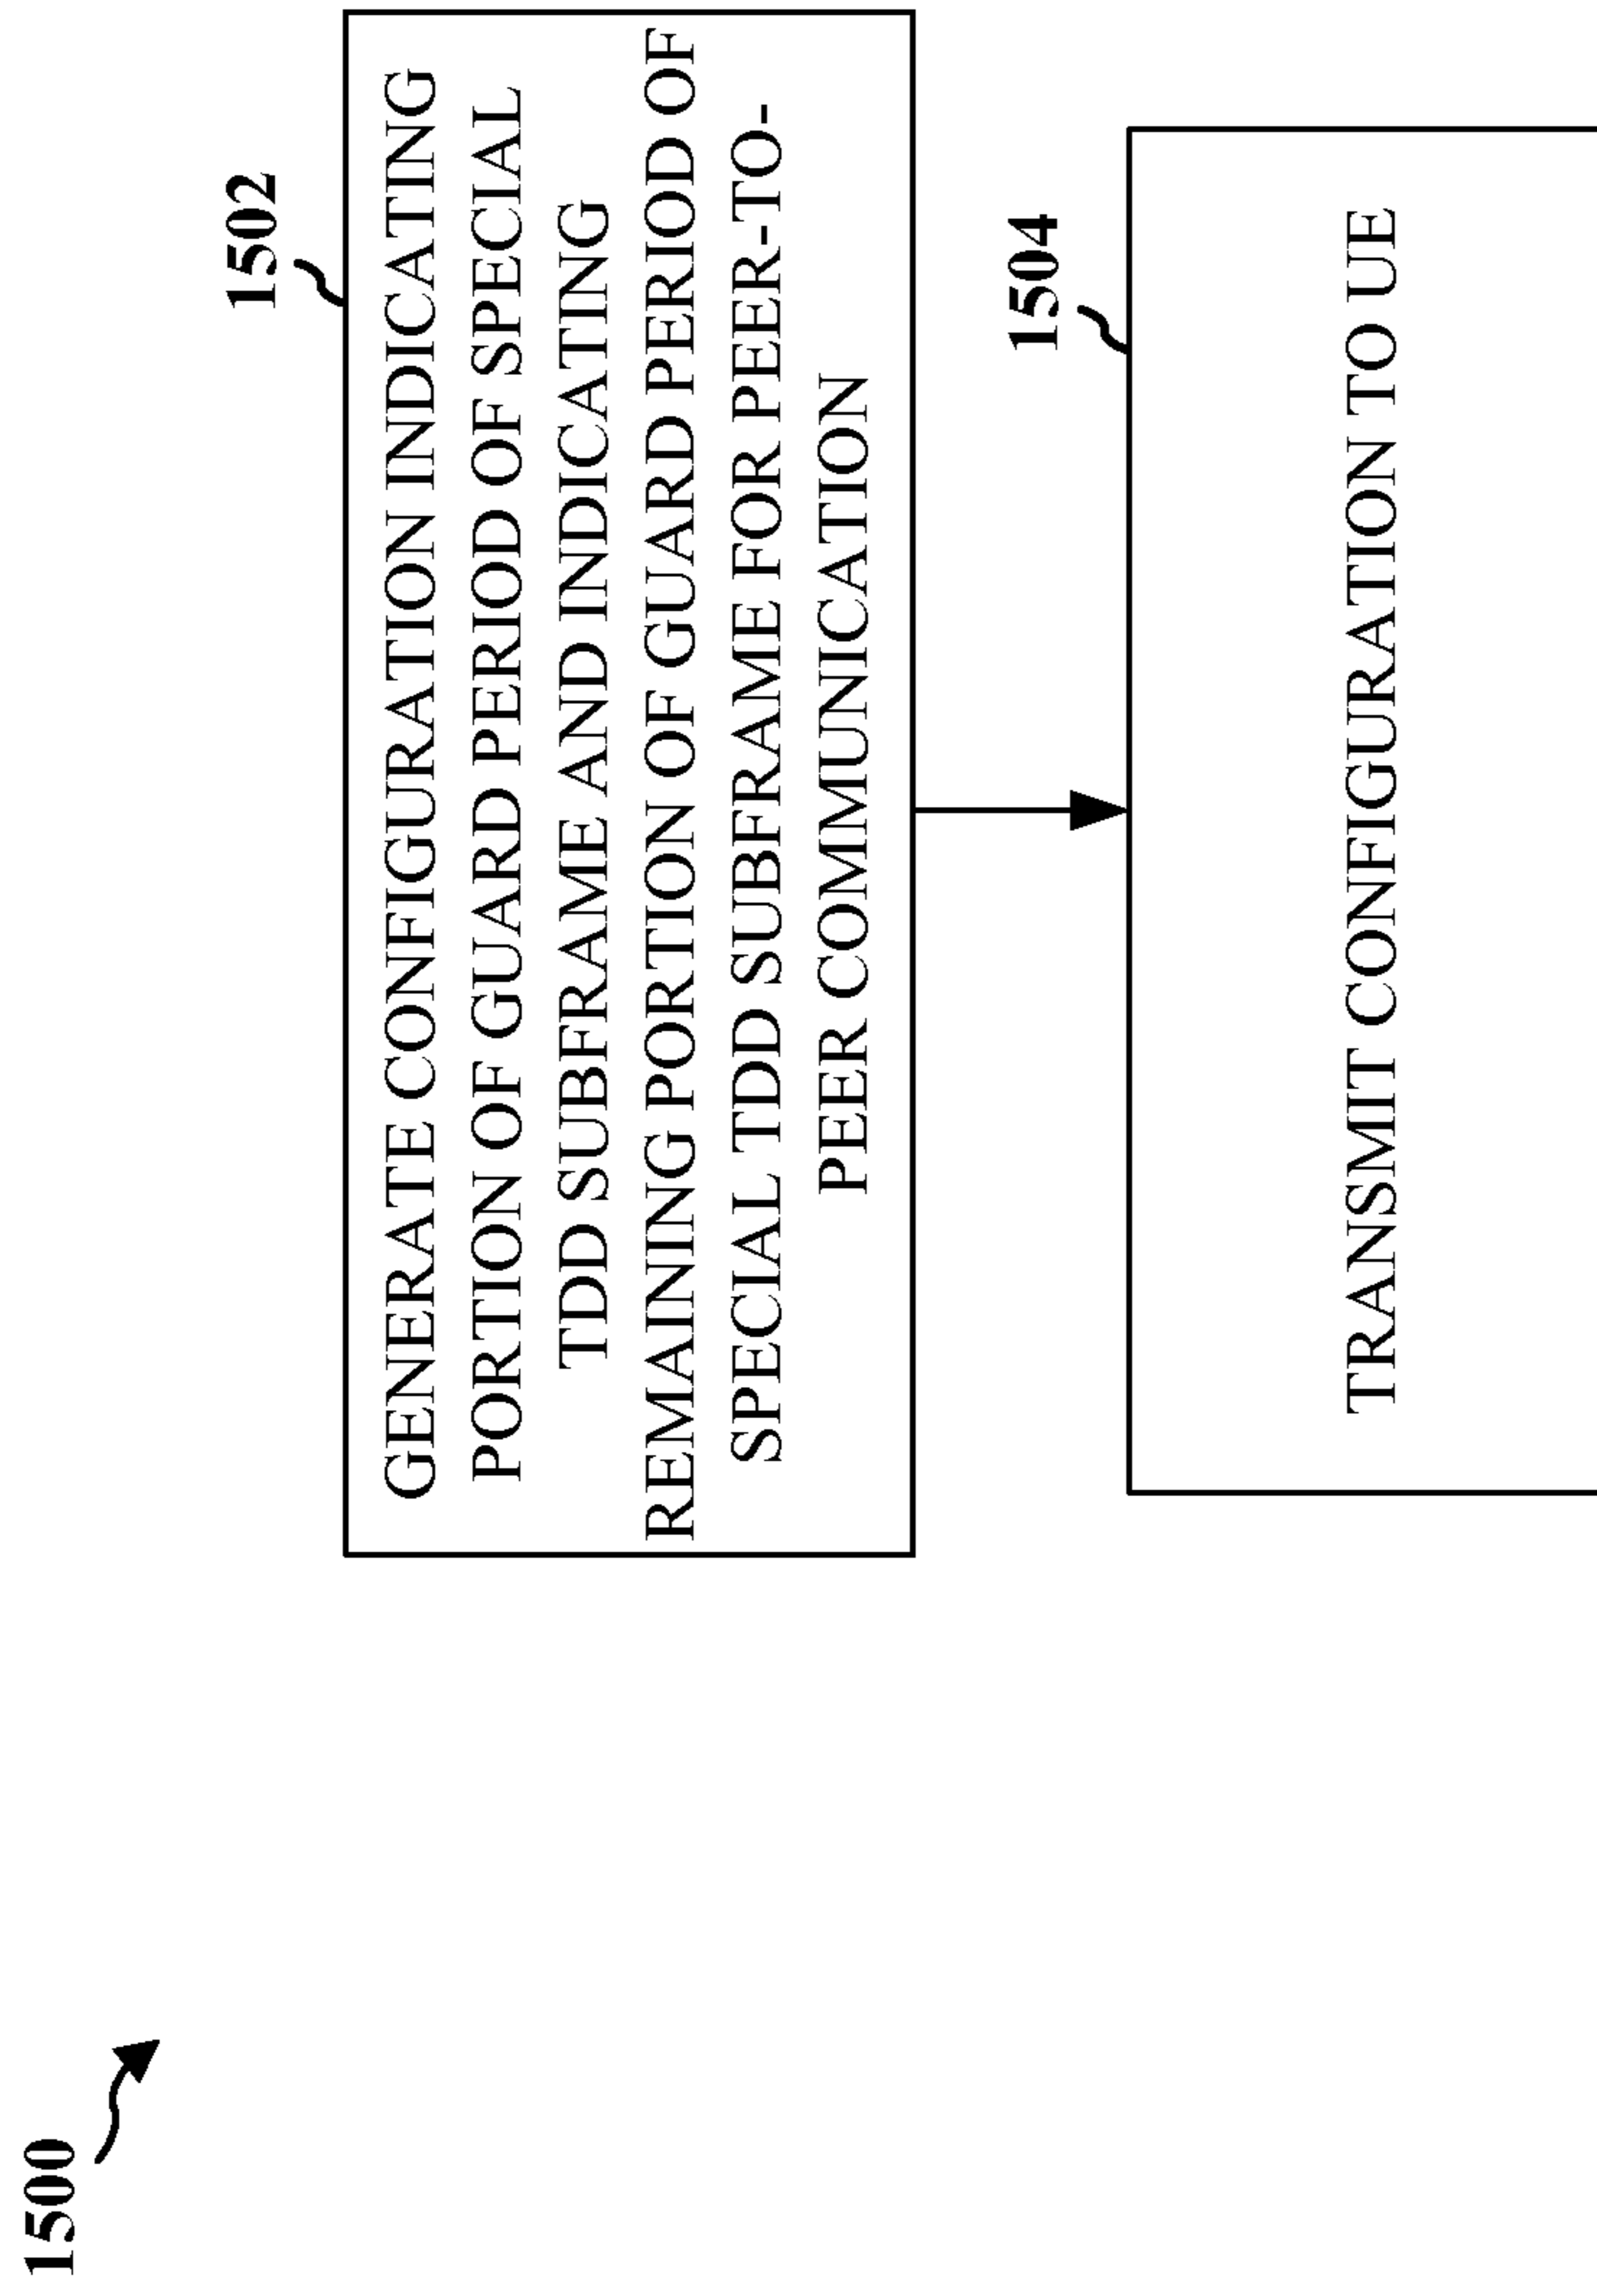 1500
1502
GENERATE CONFIGURATION INDICATING
PORTION OF GUARD PERIOD OF SPECIAL
TDD SUBFRAME AND INDICATING
REMAINING PORTION OF GUARD PERIOD OF
SPECIAL TDD SUBFRAME FOR PEER-TO-
PEER COMMUNICATION
1504
TRANSMIT CONFIGURATION TO UE